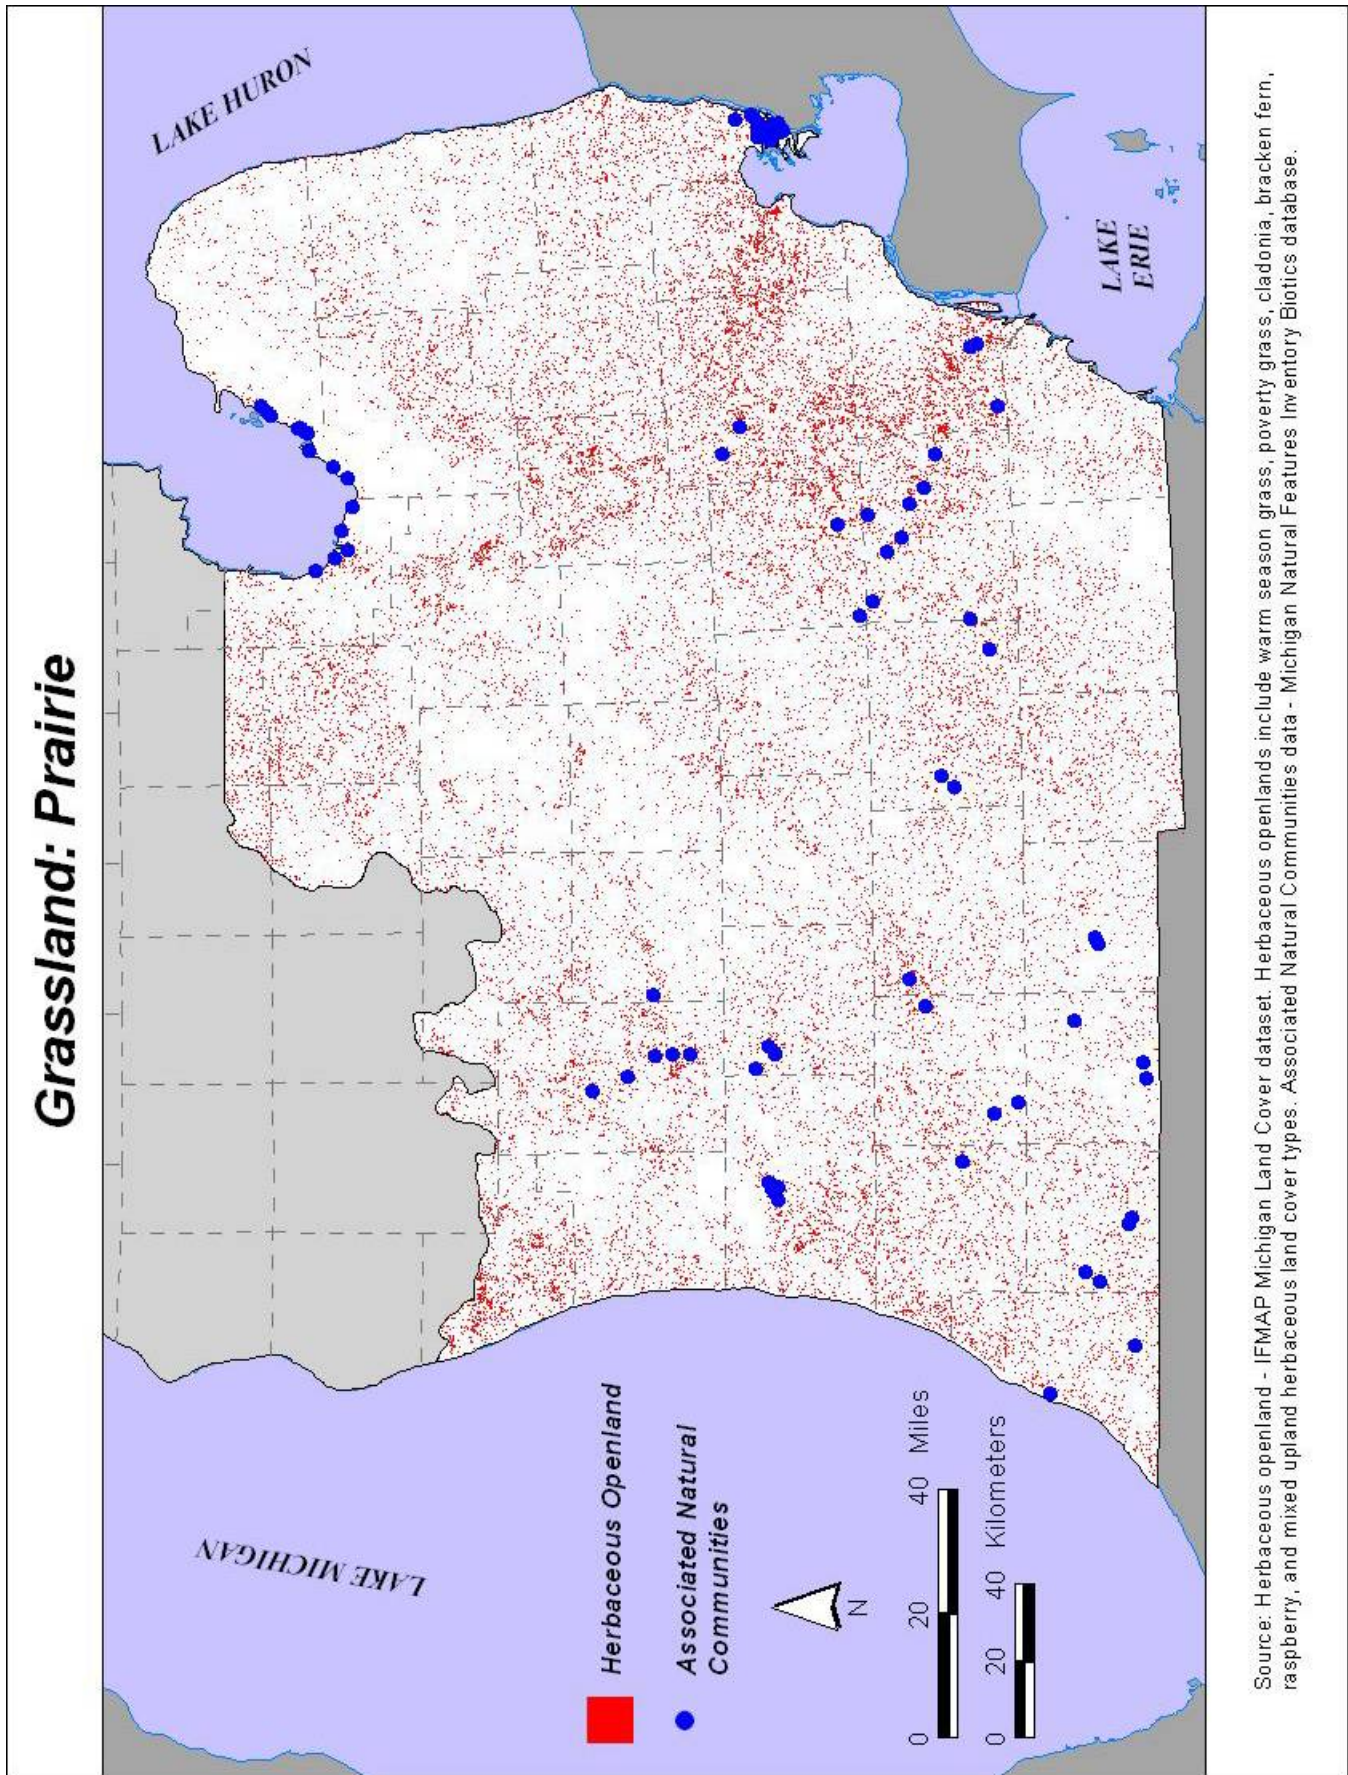 Grassland: Prairie
LAKE HURON
LAKE MICHIGAN
LAKE
ERIE
Herbaceous Openland
Associated Natural
Communities
N
0 20 40 Miles
0 20 40 Kilometers
Source: Herbaceous openland - IFMAP Michigan Land Cover dataset. Herbaceous openlands include warm season grass, poverty grass, cladonia, bracken fern,
raspberry, and mixed upland herbaceous land cover types. Associated Natural Communities data - Michigan Natural Features Inventory Biotics database.